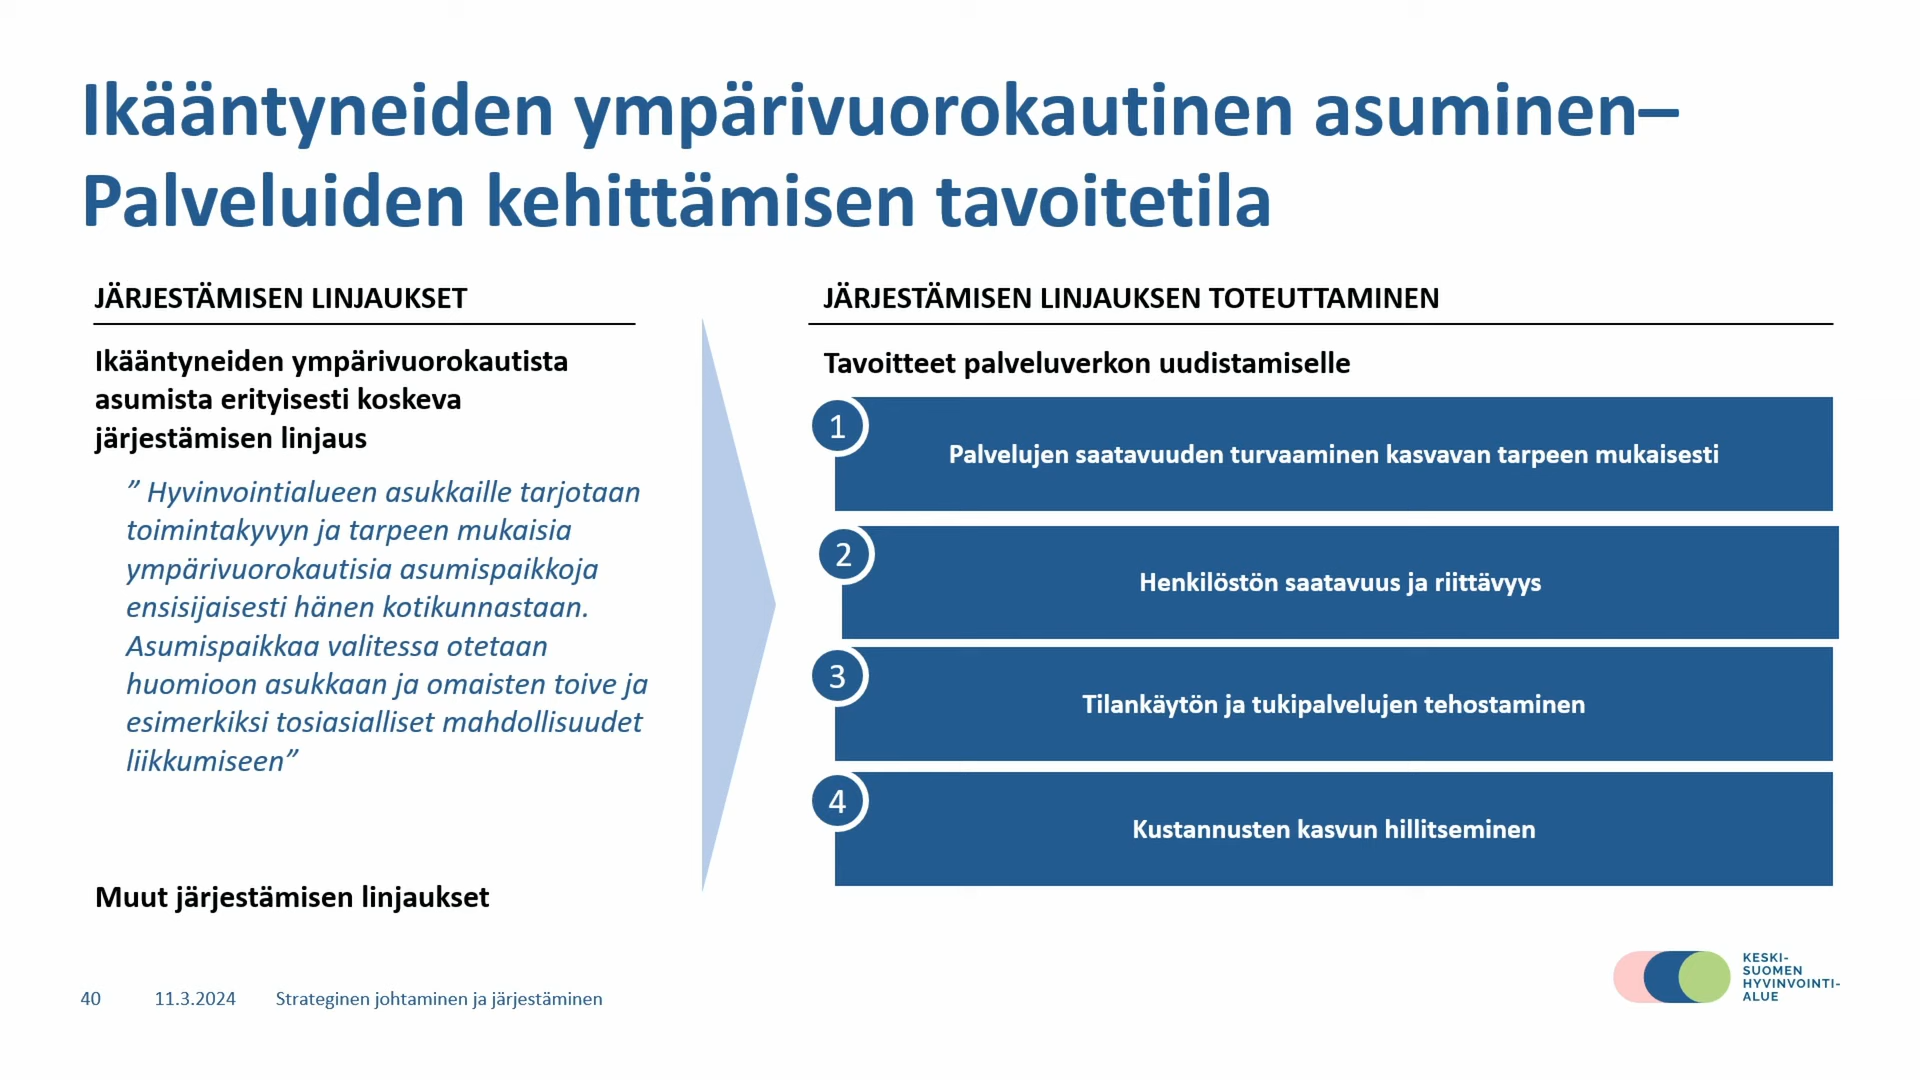 Ikääntyneiden ympärivuorokautinen asuminen–
Palveluiden kehittämisen tavoitetila
JÄRJESTÄMISEN LINJAUKSET
Ikääntyneiden ympärivuorokautista
asumista erityisesti koskeva
järjestämisen linjaus
” Hyvinvointialueen asukkaille tarjotaan
toimintakyvyn ja tarpeen mukaisia
ympärivuorokautisia asumispaikkoja
ensisijaisesti hänen kotikunnastaan.
Asumispaikkaa valitessa otetaan
huomioon asukkaan ja omaisten toive ja
esimerkiksi tosiasialliset mahdollisuudet
liikkumiseen”
Muut järjestämisen linjaukset
JÄRJESTÄMISEN LINJAUKSEN TOTEUTTAMINEN
Tavoitteet palveluverkon uudistamiselle
1
Palvelujen saatavuuden turvaaminen kasvavan tarpeen mukaisesti
2
Henkilöstön saatavuus ja riittävyys
3
Tilankäytön ja tukipalvelujen tehostaminen
4
Kustannusten kasvun hillitseminen
40 11.3.2024 Strateginen johtaminen ja järjestäminen
KESKI-
SUOMEN
HYVINVOINTI-
ALUE